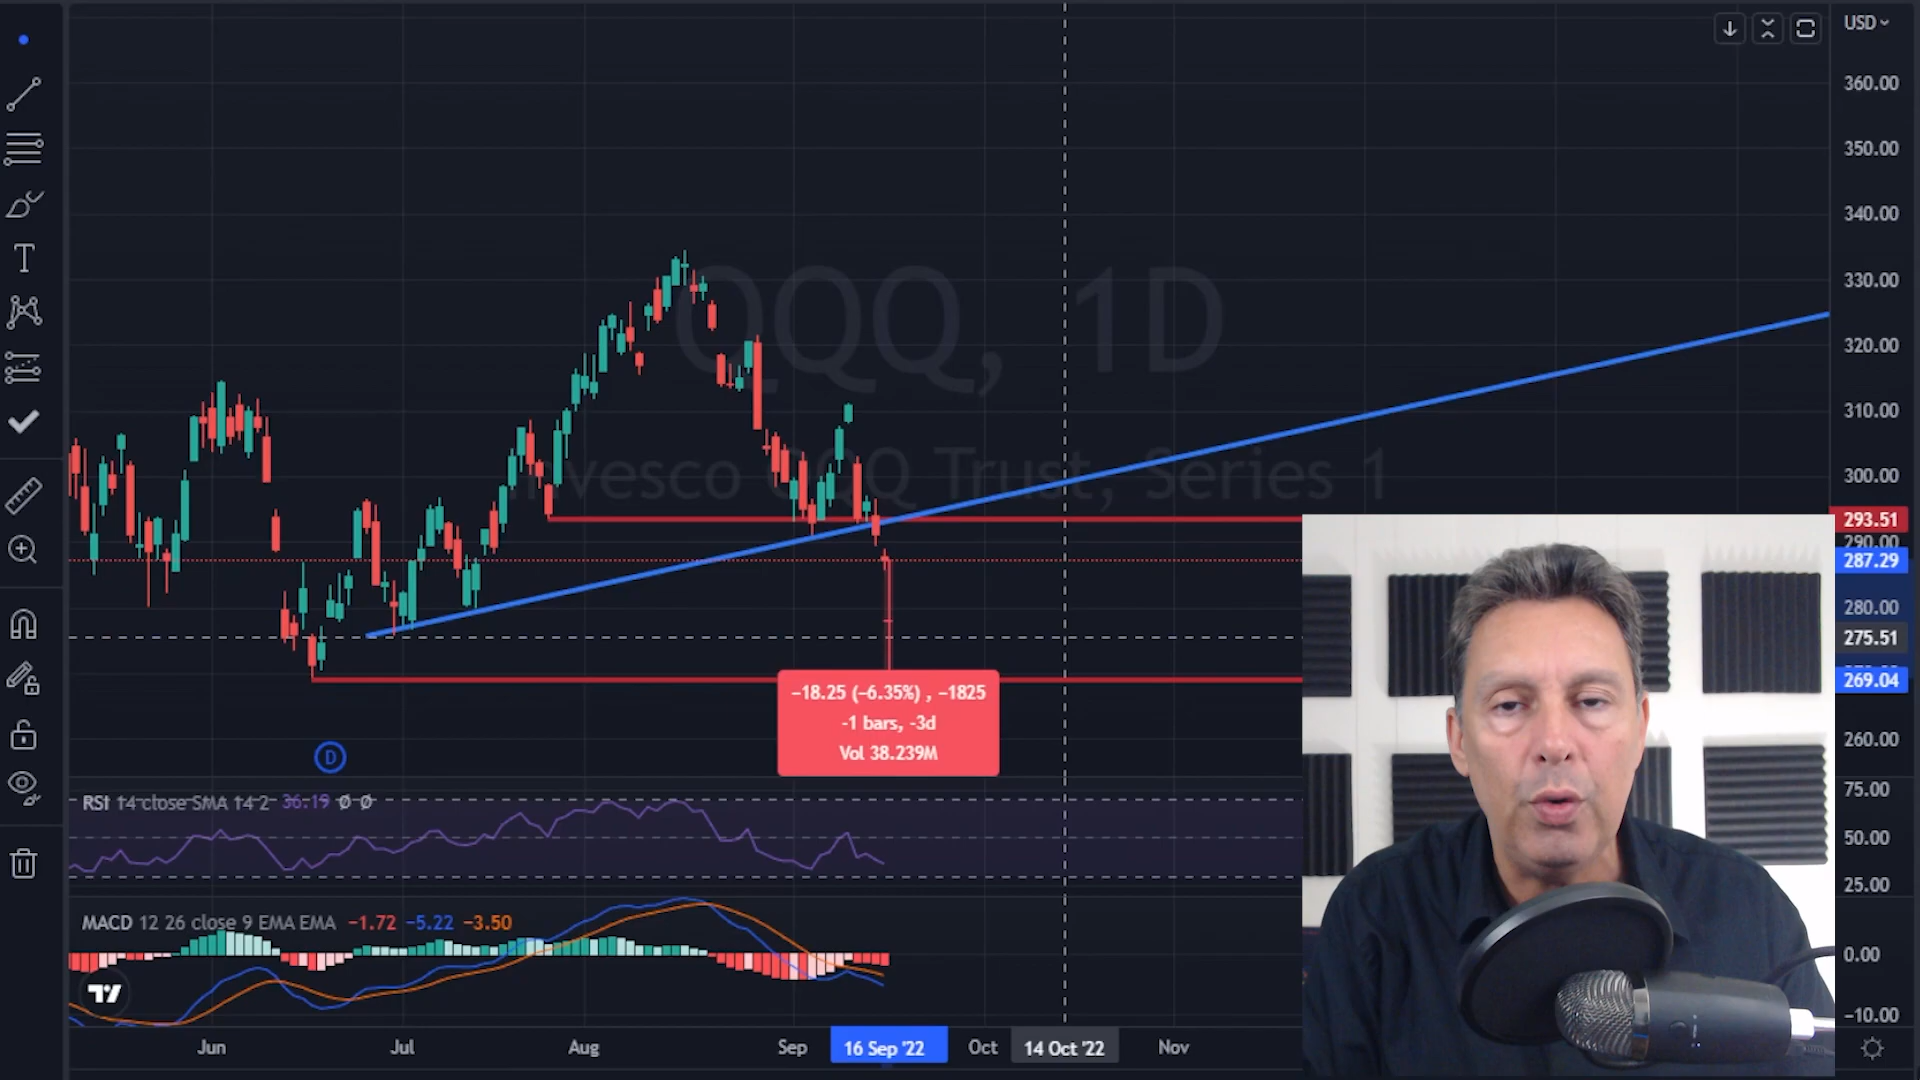 USD
360.00
350.00
340.00
330.00
320.00
310.00
300.00
293.51
290.00
287.29
280.00
275.51
269.04
260.00
QQQ, 1D
Invesco QQQ Trust, Series 1
T
−18.25 (−6.35%) , −1825
-1 bars, -3d
Vol 38.239M
D
RSI 14 close SMA 14 2 36.19 Ø Ø
75.00
50.00
25.00
MACD 12 26 close 9 EMA EMA −1.72 −5.22 −3.50
0.00
−10.00
Jun Jul Aug Sep 16 Sep '22 Oct 14 Oct '22 Nov